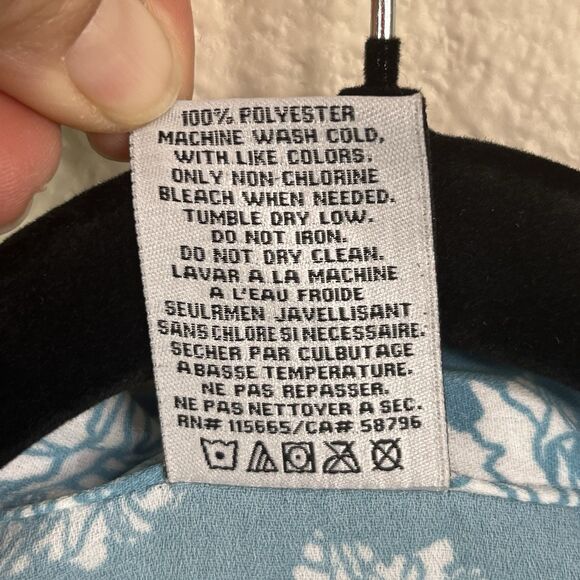 100% POLYESTER
MACHINE WASH COLD,
WITH LIKE COLORS.
ONLY NON-CHLORINE
BLEACH WHEN NEEDED.
TUMBLE DRY LOW.
DO NOT IRON.
DO NOT DRY CLEAN.
LAVAR A LA MACHINE
A L'EAU FROIDE
SEULRMEN JAVELLISANT
SANS CHLORE SI NECESSAIRE.
SECHER PAR CULBUTAGE
A BASSE TEMPERATURE.
NE PAS REPASSER.
NE PAS NETTOVER A SEC.
RN# 115665/CA# 58796